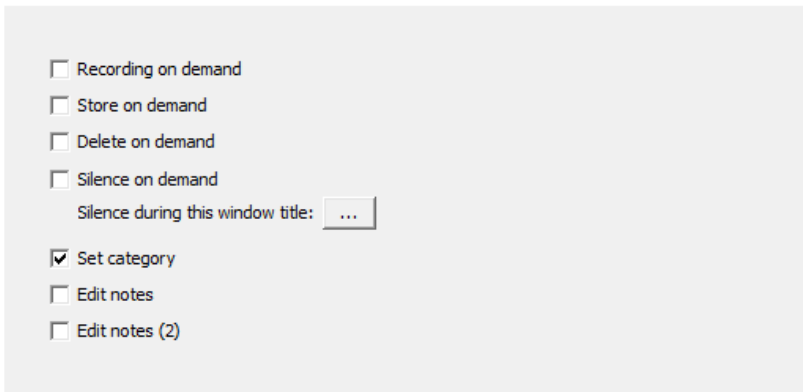 Recording on demand
Store on demand
Delete on demand
Silence on demand
Silence during this window title: ...
Set category
Edit notes
Edit notes (2)